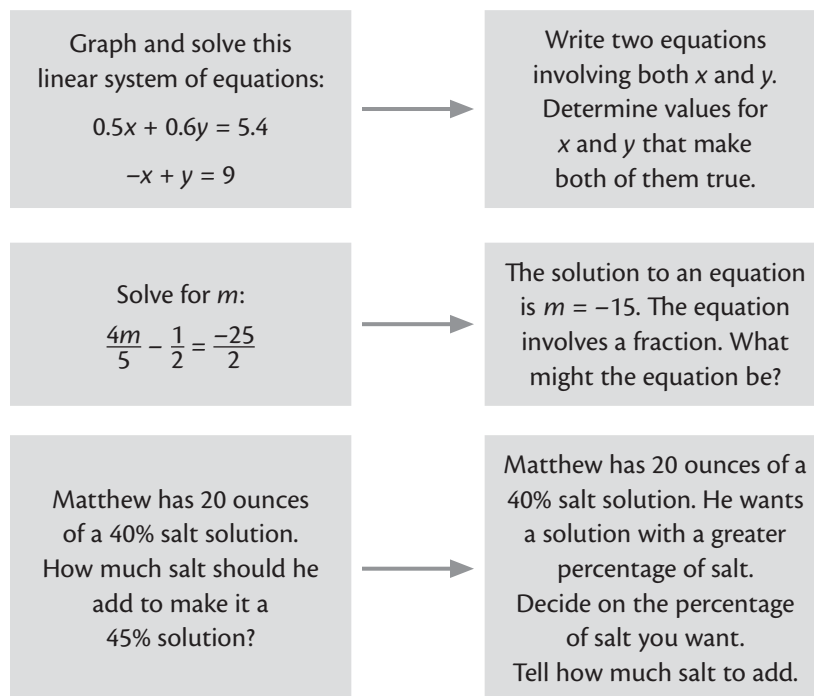 Graph and solve this
linear system of equations:
0.5x + 0.6y = 5.4
–x + y = 9
Write two equations
involving both x and y.
Determine values for
x and y that make
both of them true.
Solve for m:
4m/5 – 1/2 = –25/2
The solution to an equation
is m = –15. The equation
involves a fraction. What
might the equation be?
Matthew has 20 ounces
of a 40% salt solution.
How much salt should he
add to make it a
45% solution?
Matthew has 20 ounces of a
40% salt solution. He wants
a solution with a greater
percentage of salt.
Decide on the percentage
of salt you want.
Tell how much salt to add.